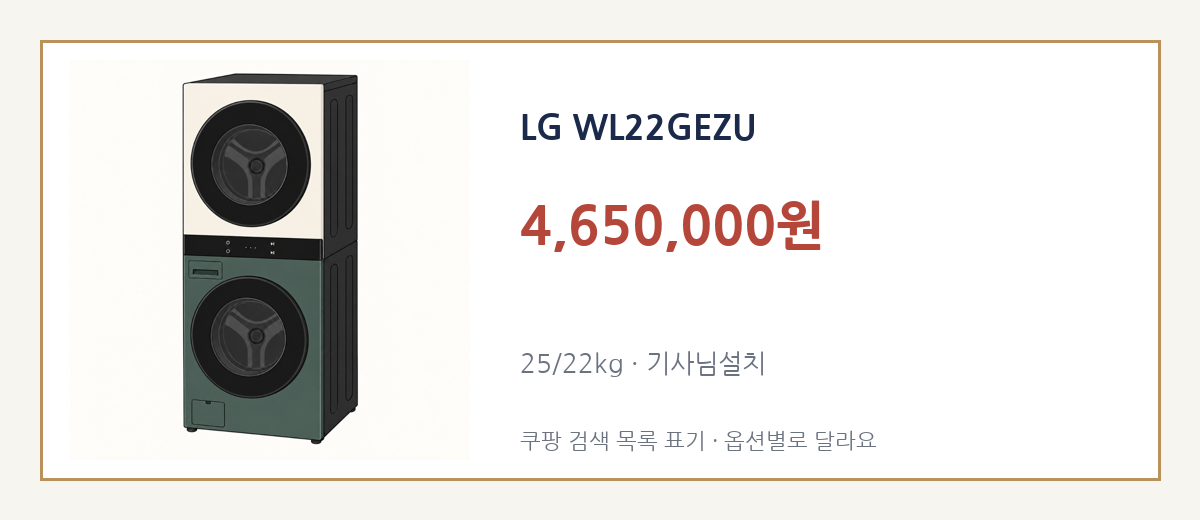 LG WL22GEZU
4,650,000원
25/22kg · 기사님설치
쿠팡 검색 목록 표기 · 옵션별로 달라요